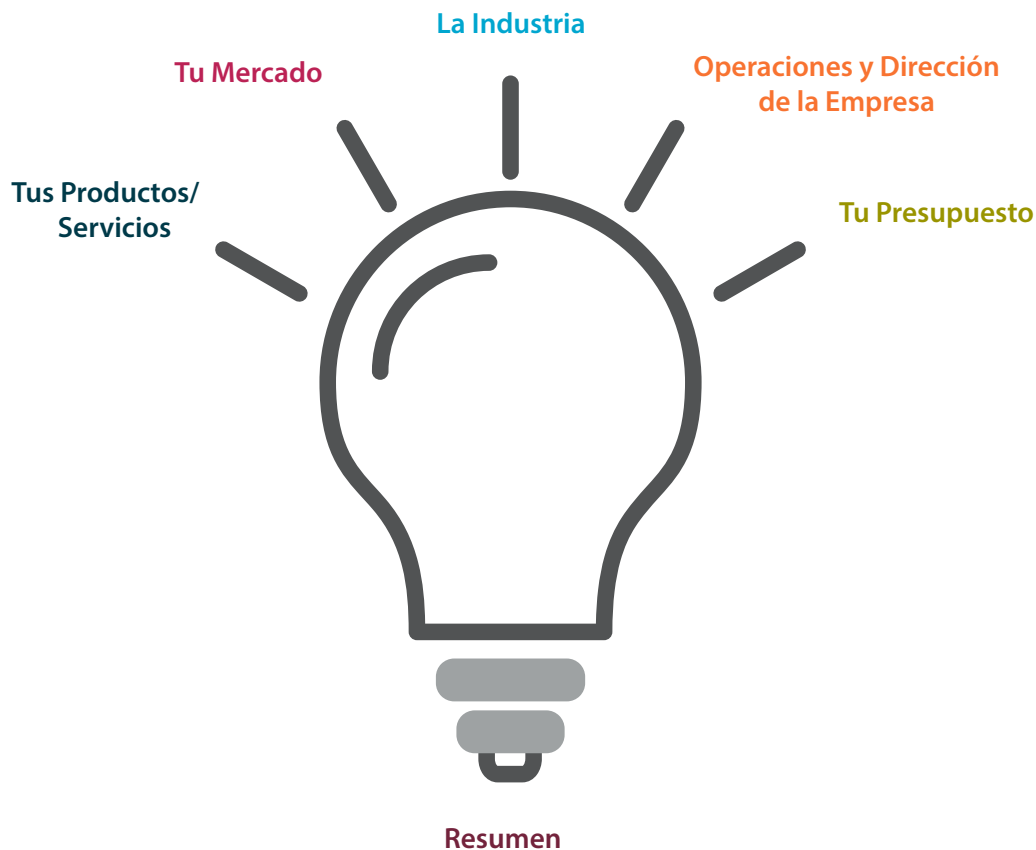 La Industria
Tu Mercado
Operaciones y Dirección
de la Empresa
Tus Productos/
Servicios
Tu Presupuesto
Resumen